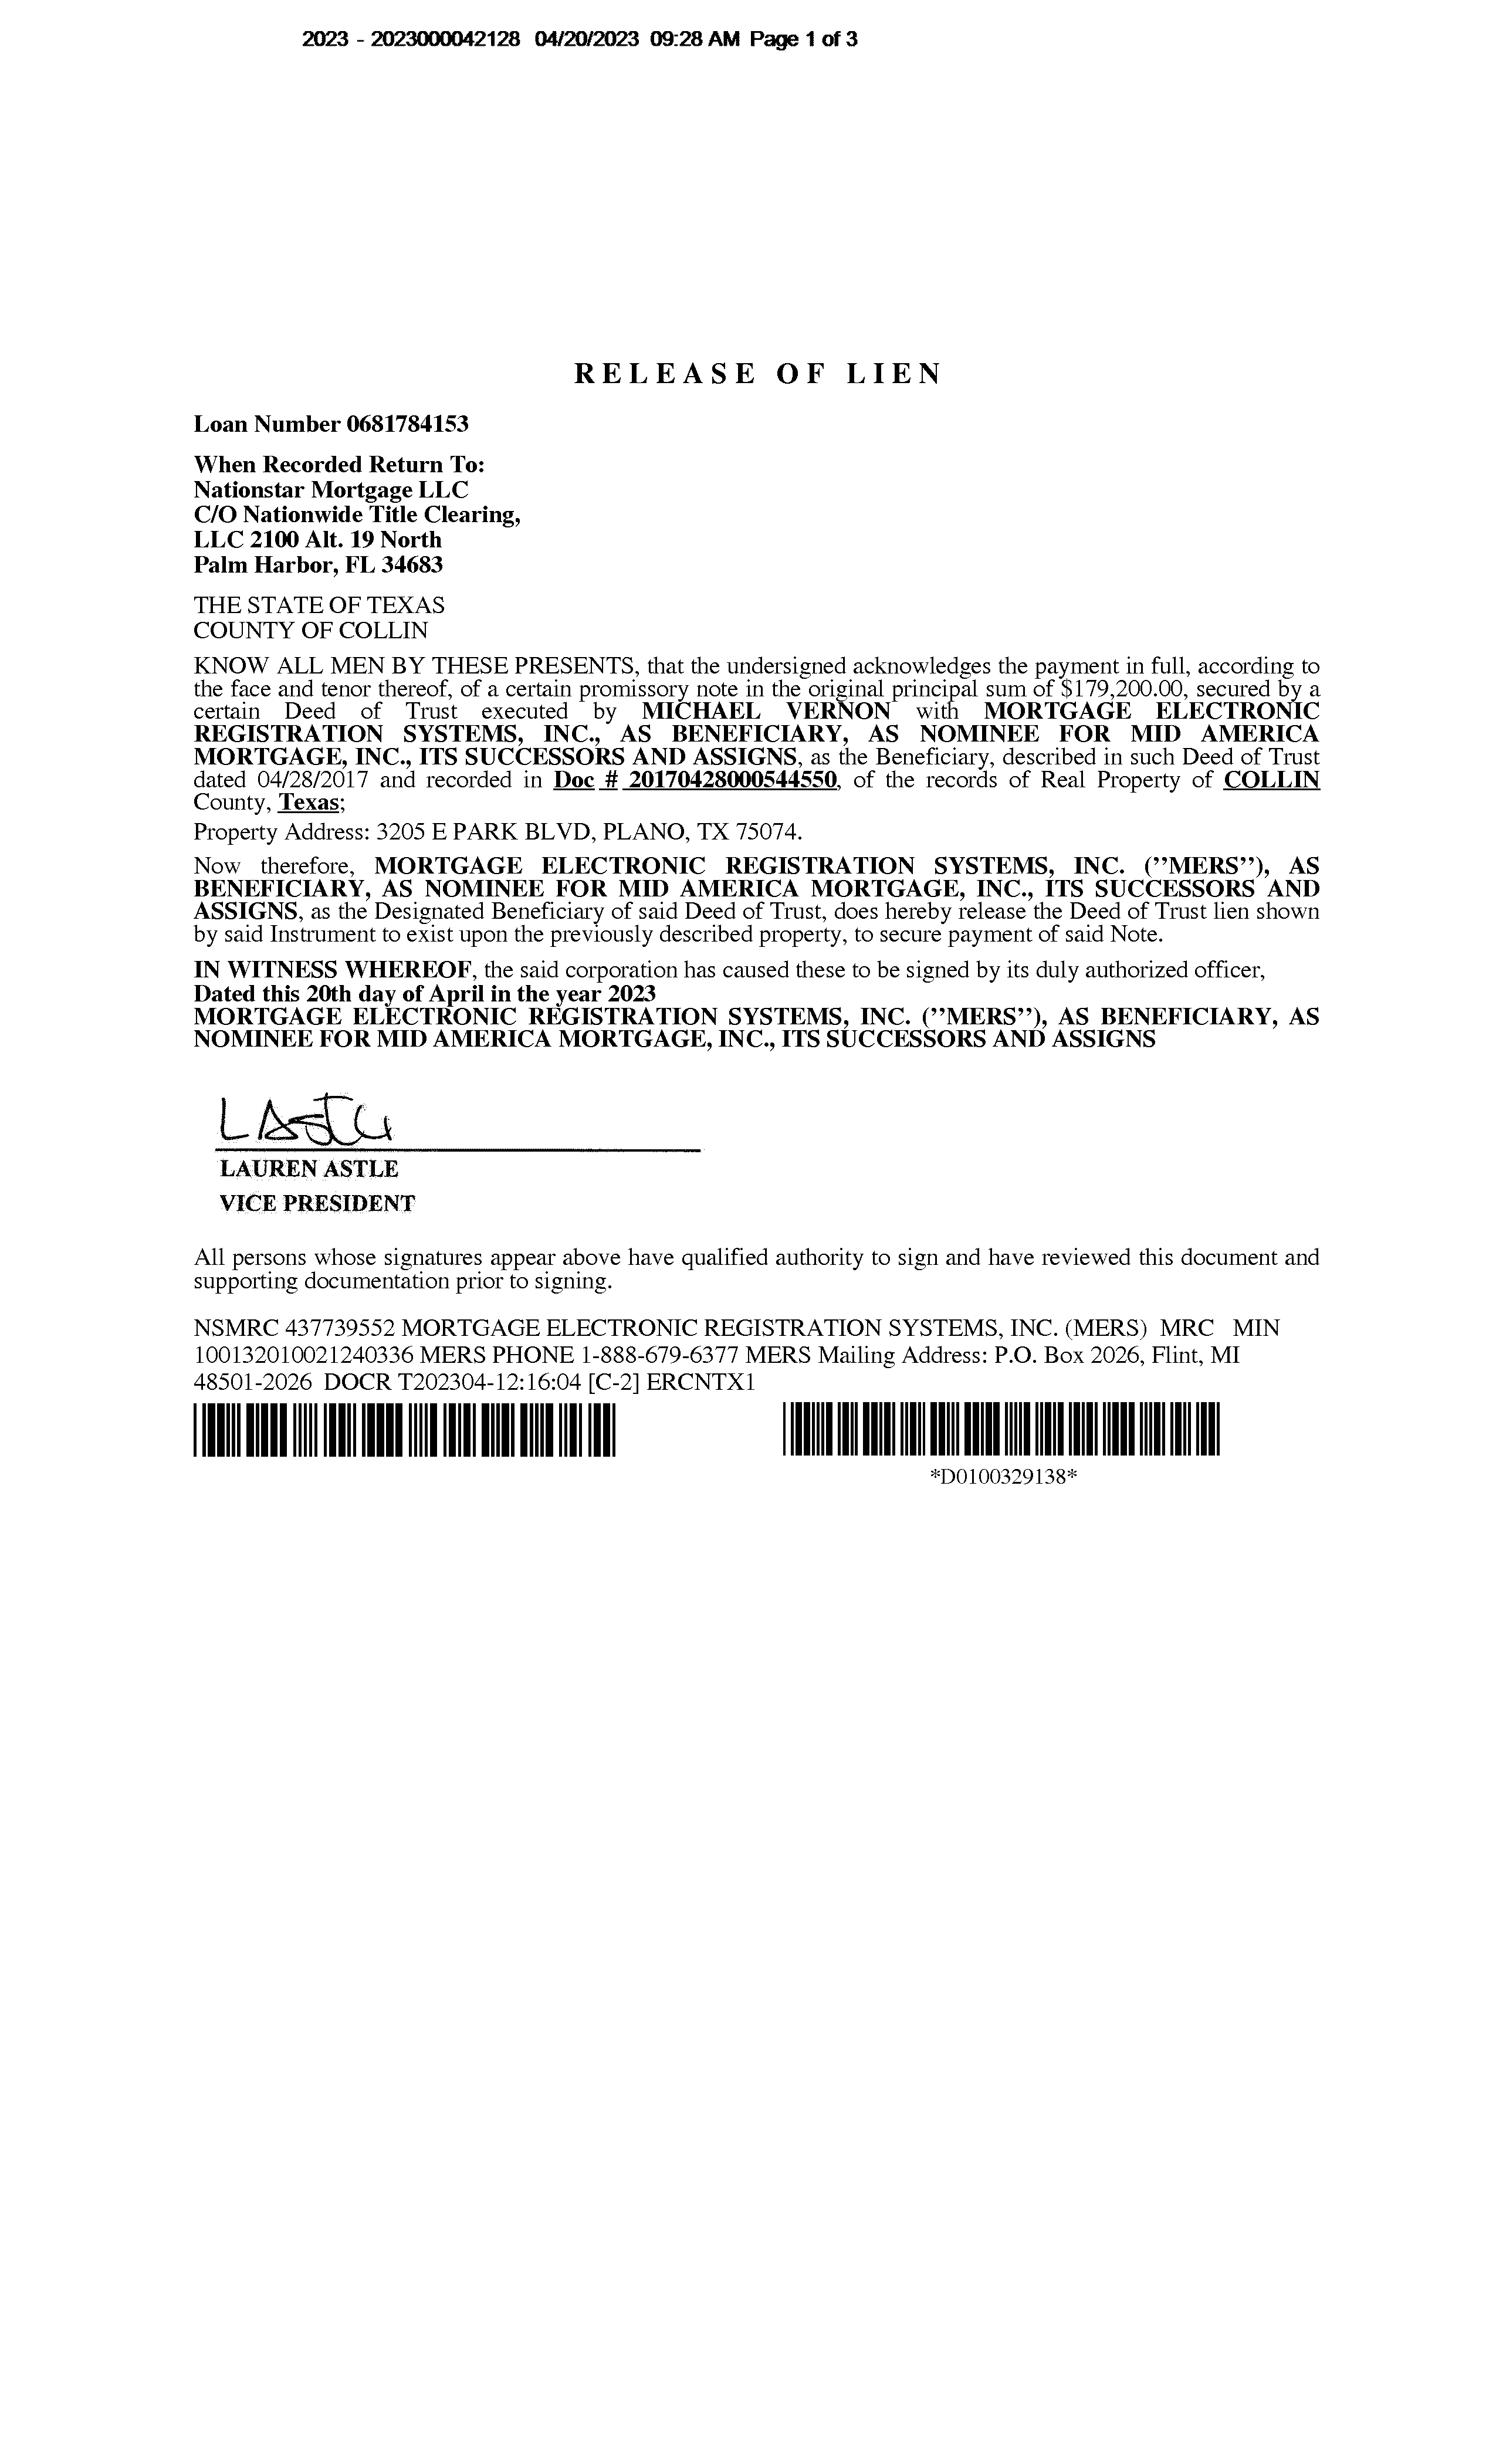 2023 - 2023000042128 04/20/2023 09:28 AM Page 1 of 3
RELEASE OF LIEN
Loan Number 0681784153
When Recorded Return To:
Nationstar Mortgage LLC
C/O Nationwide Title Clearing,
LLC 2100 Alt. 19 North
Palm Harbor, FL 34683
THE STATE OF TEXAS
COUNTY OF COLLIN
KNOW ALL MEN BY THESE PRESENTS, that the undersigned acknowledges the payment in full, according to
the face and tenor thereof, of a certain promissory note in the original principal sum of $179,200.00, secured by a
certain Deed of Trust executed by MICHAEL VERNON with MORTGAGE ELECTRONIC
REGISTRATION SYSTEMS, INC., AS BENEFICIARY, AS NOMINEE FOR MID AMERICA
MORTGAGE, INC., ITS SUCCESSORS AND ASSIGNS, as the Beneficiary, described in such Deed of Trust
dated 04/28/2017 and recorded in Doc # 20170428000544550, of the records of Real Property of COLLIN
County, Texas;
Property Address: 3205 E PARK BLVD, PLANO, TX 75074.
Now therefore, MORTGAGE ELECTRONIC REGISTRATION SYSTEMS, INC. (''MERS''), AS
BENEFICIARY, AS NOMINEE FOR MID AMERICA MORTGAGE, INC., ITS SUCCESSORS AND
ASSIGNS, as the Designated Beneficiary of said Deed of Trust, does hereby release the Deed of Trust lien shown
by said Instrument to exist upon the previously described property, to secure payment of said Note.
IN WITNESS WHEREOF, the said corporation has caused these to be signed by its duly authorized officer,
Dated this 20th day of April in the year 2023
MORTGAGE ELECTRONIC REGISTRATION SYSTEMS, INC. (''MERS''), AS BENEFICIARY, AS
NOMINEE FOR MID AMERICA MORTGAGE, INC., ITS SUCCESSORS AND ASSIGNS
LAUREN ASTLE
VICE PRESIDENT
All persons whose signatures appear above have qualified authority to sign and have reviewed this document and
supporting documentation prior to signing.
NSMRC 437739552 MORTGAGE ELECTRONIC REGISTRATION SYSTEMS, INC. (MERS) MRC MIN
100132010021240336 MERS PHONE 1-888-679-6377 MERS Mailing Address: P.O. Box 2026, Flint, MI
48501-2026 DOCR T202304-12:16:04 [C-2] ERCNTX1
*D0100329138*